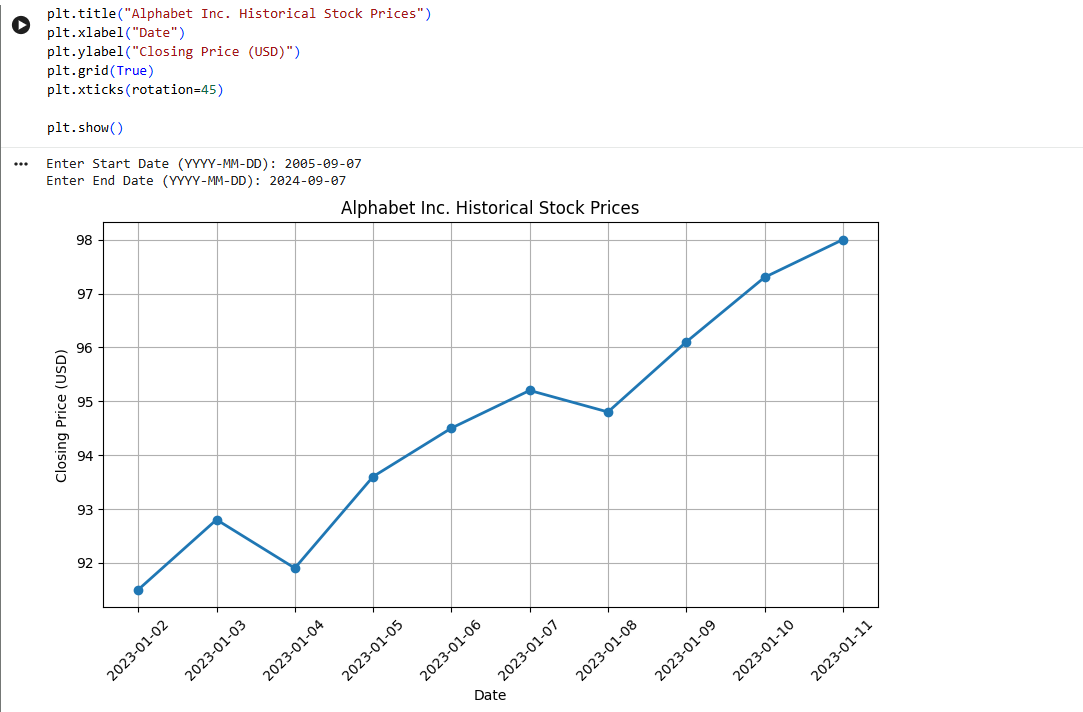 plt.title("Alphabet Inc. Historical Stock Prices")
plt.xlabel("Date")
plt.ylabel("Closing Price (USD)")
plt.grid(True)
plt.xticks(rotation=45)
plt.show()
Enter Start Date (YYYY-MM-DD): 2005-09-07
Enter End Date (YYYY-MM-DD): 2024-09-07
Alphabet Inc. Historical Stock Prices
Closing Price (USD)
98
97
96
95
94
93
92
2023-01-02
2023-01-03
2023-01-04
2023-01-05
2023-01-06
2023-01-07
2023-01-08
2023-01-09
2023-01-10
2023-01-11
Date